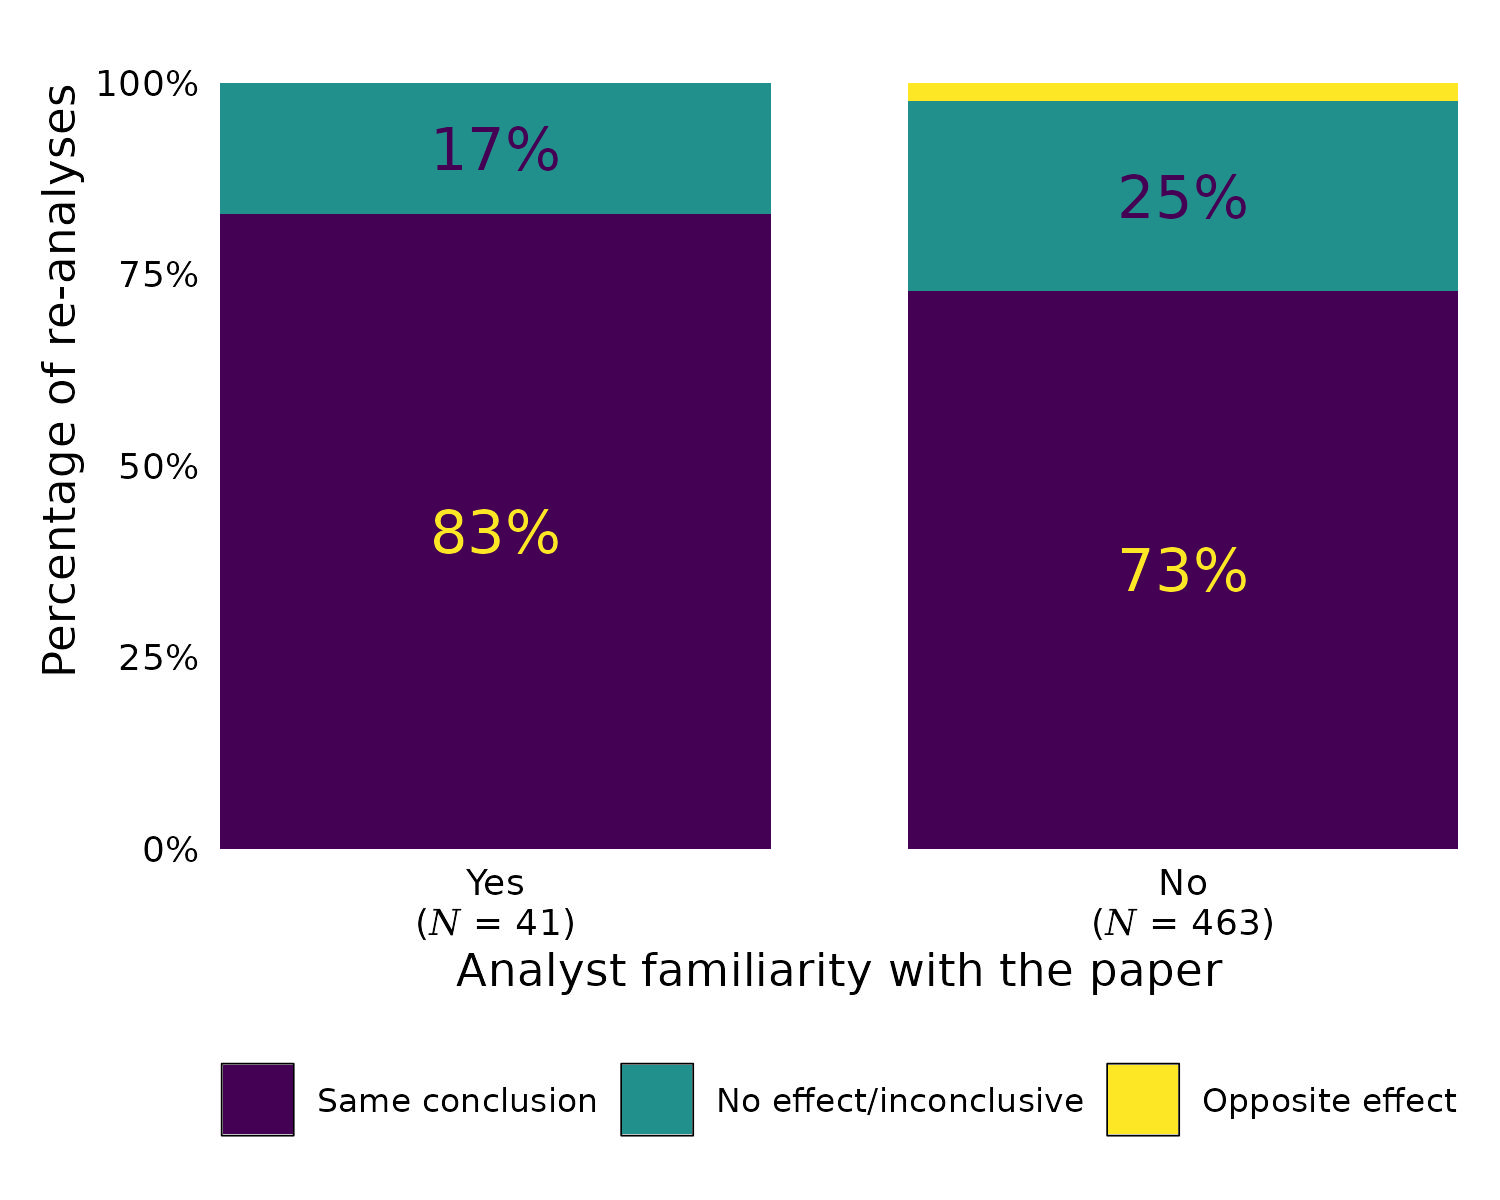 Percentage of re-analyses
100%
75%
50%
25%
0%
17%
83%
25%
73%
Yes
(N = 41)
No
(N = 463)
Analyst familiarity with the paper
Same conclusion
No effect/inconclusive
Opposite effect